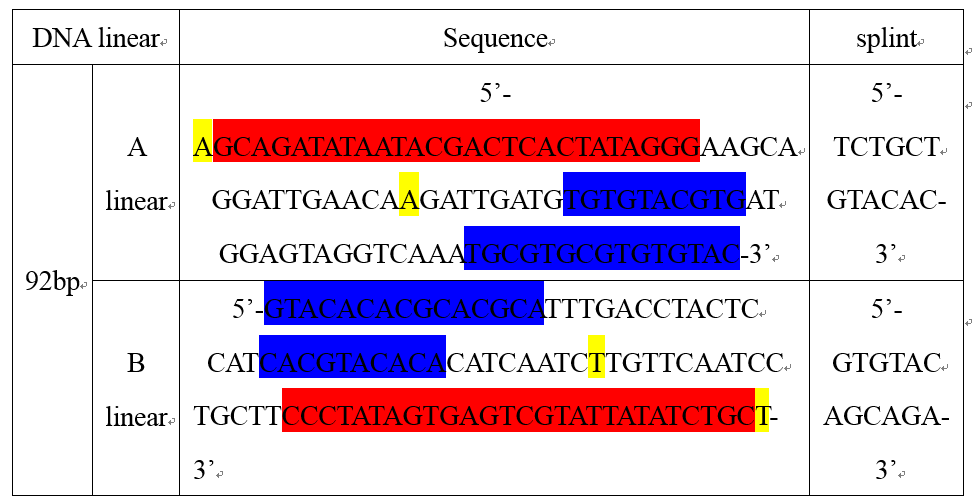 DNA linear Sequence splint
5’- 5’-
A AGCAGATATAATACGACTCACTATAGGGAAGCA TCTGCT
linear GGATTGAACAAGATTGATGTGTGTACGTGAT GTACAC-
GGAGTAGGTCAAATGCGTGCGTGTGTAC-3’ 3’
92bp
5’-GTACACACGCACGCATTTGACCTACTC 5’-
B CATCACGTACACACATCAATCTTGTTCAATCC GTGTAC
linear TGCTTCCCTATAGTGAGTCGTATTATATCTGCT- AGCAGA-
3’ 3’